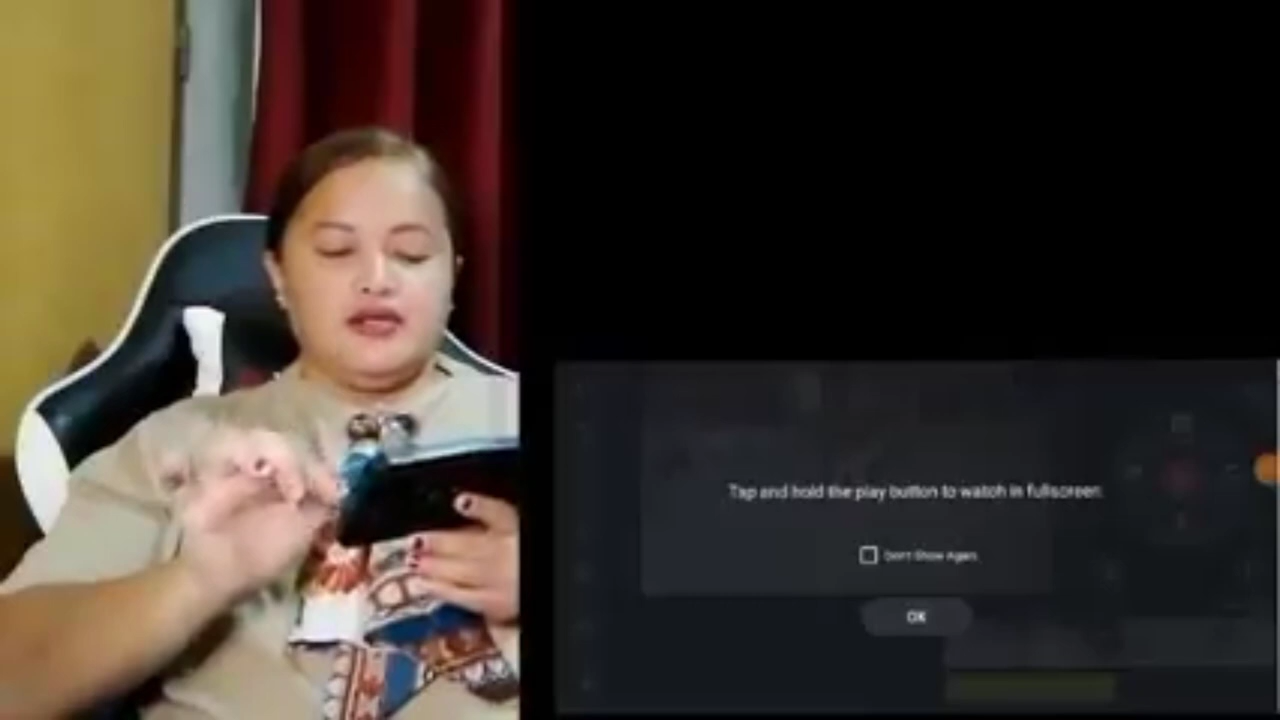 Tap and hold the play button to watch in fullscreen.
Don't Show Again
OK